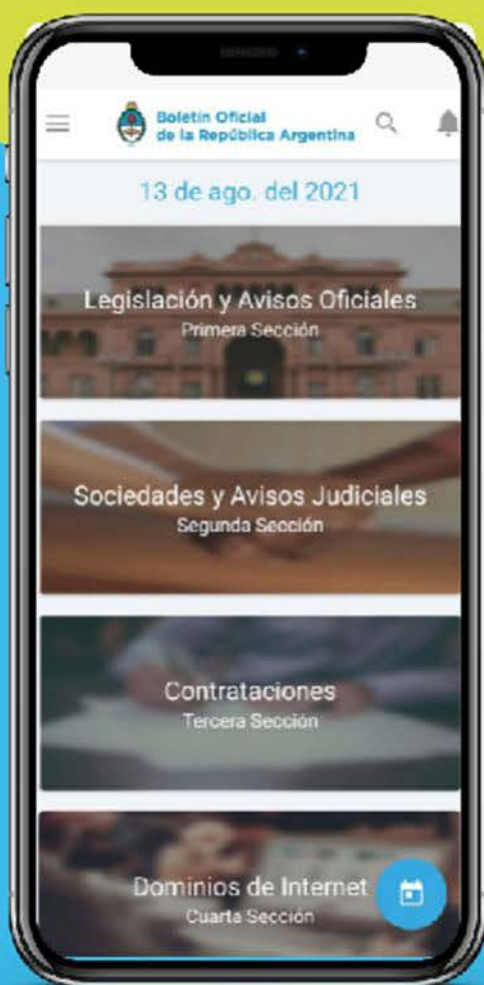 Boletín Oficial
de la República Argentina
13 de ago. del 2021
Legislación y Avisos Oficiales
Primera Sección
Sociedades y Avisos Judiciales
Segunda Sección
Contrataciones
Tercera Sección
Dominios de Internet
Cuarta Sección